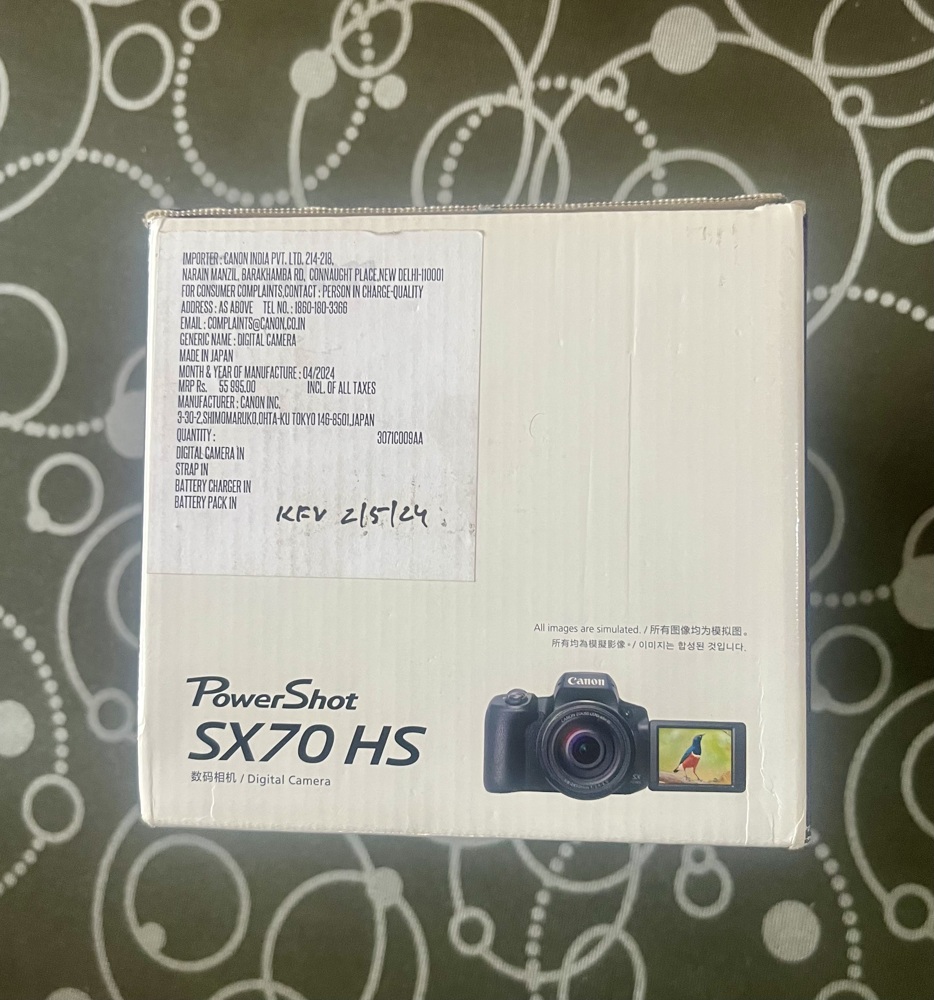 IMPORTER : CANON INDIA PVT. LTD. 214-218,
NARAIN MANZIL, BARAKHAMBA RD, CONNAUGHT PLACE,NEW DELHI-110001
FOR CONSUMER COMPLAINTS,CONTACT : PERSON IN CHARGE-QUALITY
ADDRESS : AS ABOVE TEL NO. : 1860-180-3366
EMAIL : COMPLAINTS@CANON.CO.IN
GENERIC NAME : DIGITAL CAMERA
MADE IN JAPAN
MONTH & YEAR OF MANUFACTURE : 04/2024
MRP Rs. 55 995.00 INCL. OF ALL TAXES
MANUFACTURER : CANON INC.
3-30-2,SHIMOMARUKO,OHTA-KU TOKYO 146-8501,JAPAN
QUANTITY : 3071C009AA
DIGITAL CAMERA 1N
STRAP 1N
BATTERY CHARGER 1N
BATTERY PACK 1N
KFV 2/5/24
All images are simulated. / 所有图像均为模拟图。
所有均為模擬影像。/ 이미지는 합성된 것입니다.
PowerShot
SX70 HS
数码相机 / Digital Camera
Canon